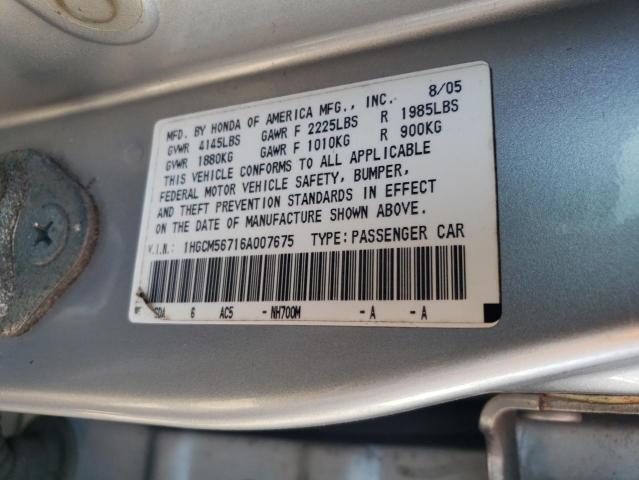 MFD. BY HONDA OF AMERICA MFG., INC. 8/05
GVWR 4145LBS GAWR F 2225LBS R 1985LBS
GVWR 1880KG GAWR F 1010KG R 900KG
THIS VEHICLE CONFORMS TO ALL APPLICABLE
FEDERAL MOTOR VEHICLE SAFETY, BUMPER,
AND THEFT PREVENTION STANDARDS IN EFFECT
ON THE DATE OF MANUFACTURE SHOWN ABOVE.
V.I.N.: 1HGCM56716A007675 TYPE: PASSENGER CAR
6 AC5 - NH700M - A - A